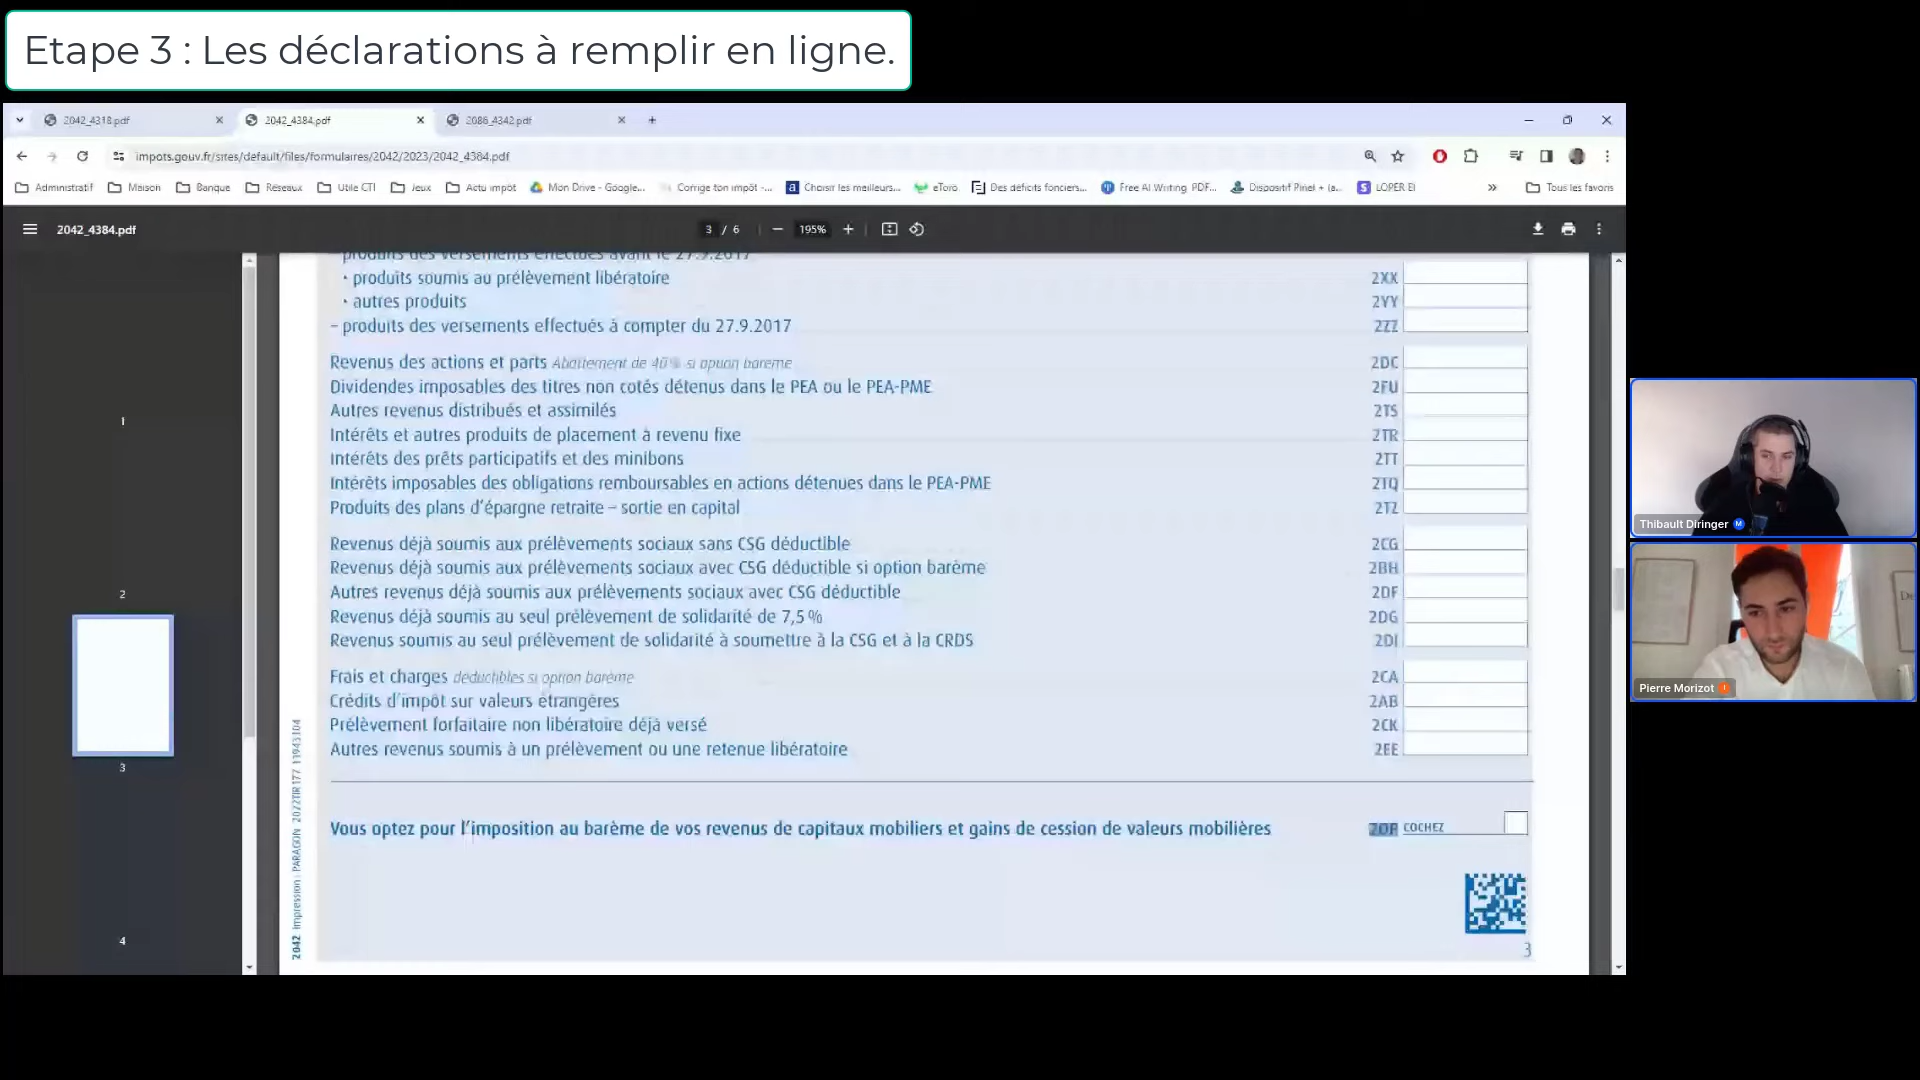 Etape 3 : Les déclarations à remplir en ligne.
2042_4318.pdf
2042_4384.pdf
2086_4342.pdf
impots.gouv.fr/sites/default/files/formulaires/2042/2023/2042_4384.pdf
Administratif
Maison
Banque
Réseaux
Utile CTI
Jeux
Actu impôt
Mon Drive - Google...
Corrige ton impôt -...
Choisir les meilleurs...
eToro
Des déficits fonciers...
Free AI Writing, PDF...
Dispositif Pinel + (a...
LOPER EI
»
Tous les favoris
2042_4384.pdf
3 / 6
195%
1
2
3
4
produits des versements effectués avant le 27.9.2017
• produits soumis au prélèvement libératoire 2XX
• autres produits 2YY
– produits des versements effectués à compter du 27.9.2017 2ZZ
Revenus des actions et parts Abattement de 40 % si option barème 2DC
Dividendes imposables des titres non cotés détenus dans le PEA ou le PEA-PME 2FU
Autres revenus distribués et assimilés 2TS
Intérêts et autres produits de placement à revenu fixe 2TR
Intérêts des prêts participatifs et des minibons 2TT
Intérêts imposables des obligations remboursables en actions détenues dans le PEA-PME 2TQ
Produits des plans d’épargne retraite – sortie en capital 2TZ
Revenus déjà soumis aux prélèvements sociaux sans CSG déductible 2CG
Revenus déjà soumis aux prélèvements sociaux avec CSG déductible si option barème 2BH
Autres revenus déjà soumis aux prélèvements sociaux avec CSG déductible 2DF
Revenus déjà soumis au seul prélèvement de solidarité de 7,5 % 2DG
Revenus soumis au seul prélèvement de solidarité à soumettre à la CSG et à la CRDS 2DI
Frais et charges déductibles si option barème 2CA
Crédits d’impôt sur valeurs étrangères 2AB
Prélèvement forfaitaire non libératoire déjà versé 2CK
Autres revenus soumis à un prélèvement ou une retenue libératoire 2EE
Vous optez pour l’imposition au barème de vos revenus de capitaux mobiliers et gains de cession de valeurs mobilières 2OP COCHEZ
3
2042 Impression : PARAGON
Thibault Diringer
Pierre Morizot